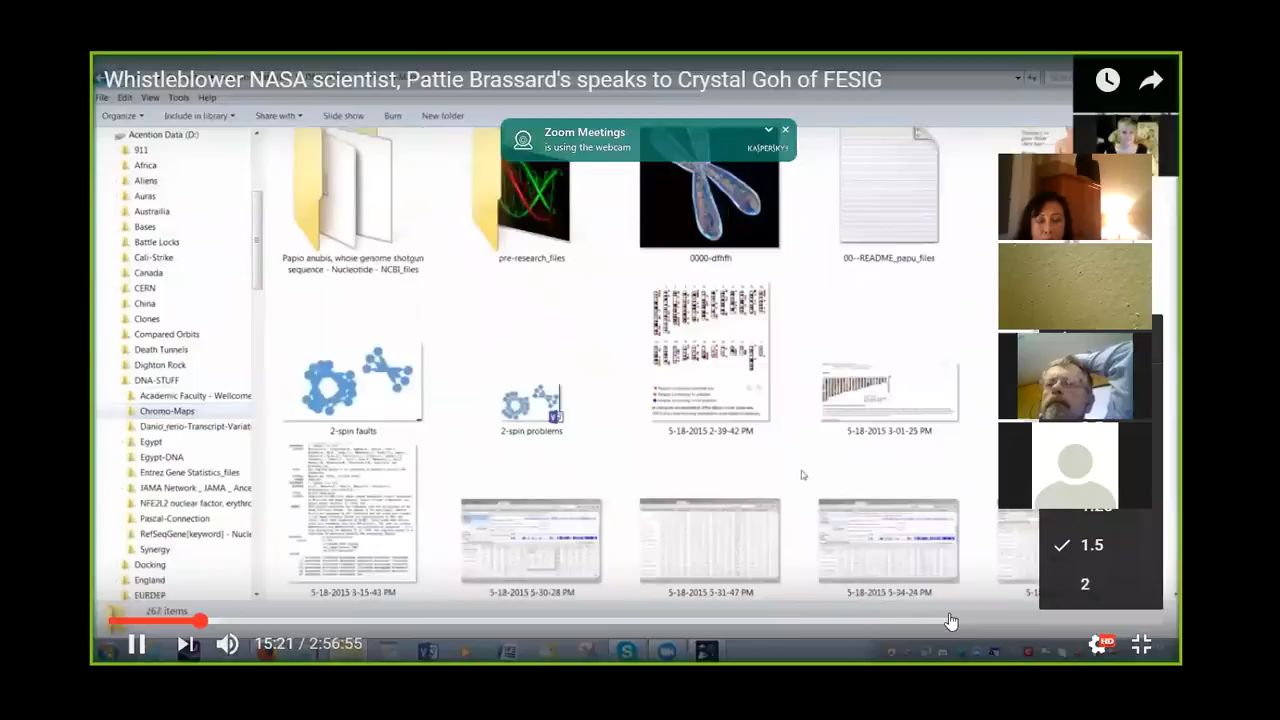 Whistleblower NASA scientist, Pattie Brassard's speaks to Crystal Goh of FESIG
File Edit View Tools Help
Organize Include in library Share with Slide show Burn New folder
Zoom Meetings
is using the webcam
KASPERSKY
Acention Data (D:)
911
Africa
Aliens
Auras
Austrailia
Bases
Battle Locks
Cali-Strike
Canada
CERN
China
Clones
Compared Orbits
Death Tunnels
Dighton Rock
DNA-STUFF
Academic Faculty - Wellcome
Chromo-Maps
Danio_rerio-Transcript-Variat
Egypt
Egypt-DNA
Entrez Gene Statistics_files
JAMA Network _ JAMA _ Ance
NFE2L2 nuclear factor, erythro
Pascal-Connection
RefSeqGene[keyword] - Nucle
Synergy
Docking
England
EURDEP
Papio anubis, whole genome shotgun
sequence - Nucleotide - NCBI_files
pre-research_files
0000-dfhfh
00--README_papu_files
2-spin faults
2-spin problems
5-18-2015 2-39-42 PM
5-18-2015 3-01-25 PM
5-18-2015 3-15-43 PM
5-18-2015 5-30-28 PM
5-18-2015 5-31-47 PM
5-18-2015 5-34-24 PM
1.25
1.5
2
262 items
15:21 / 2:56:55
HD